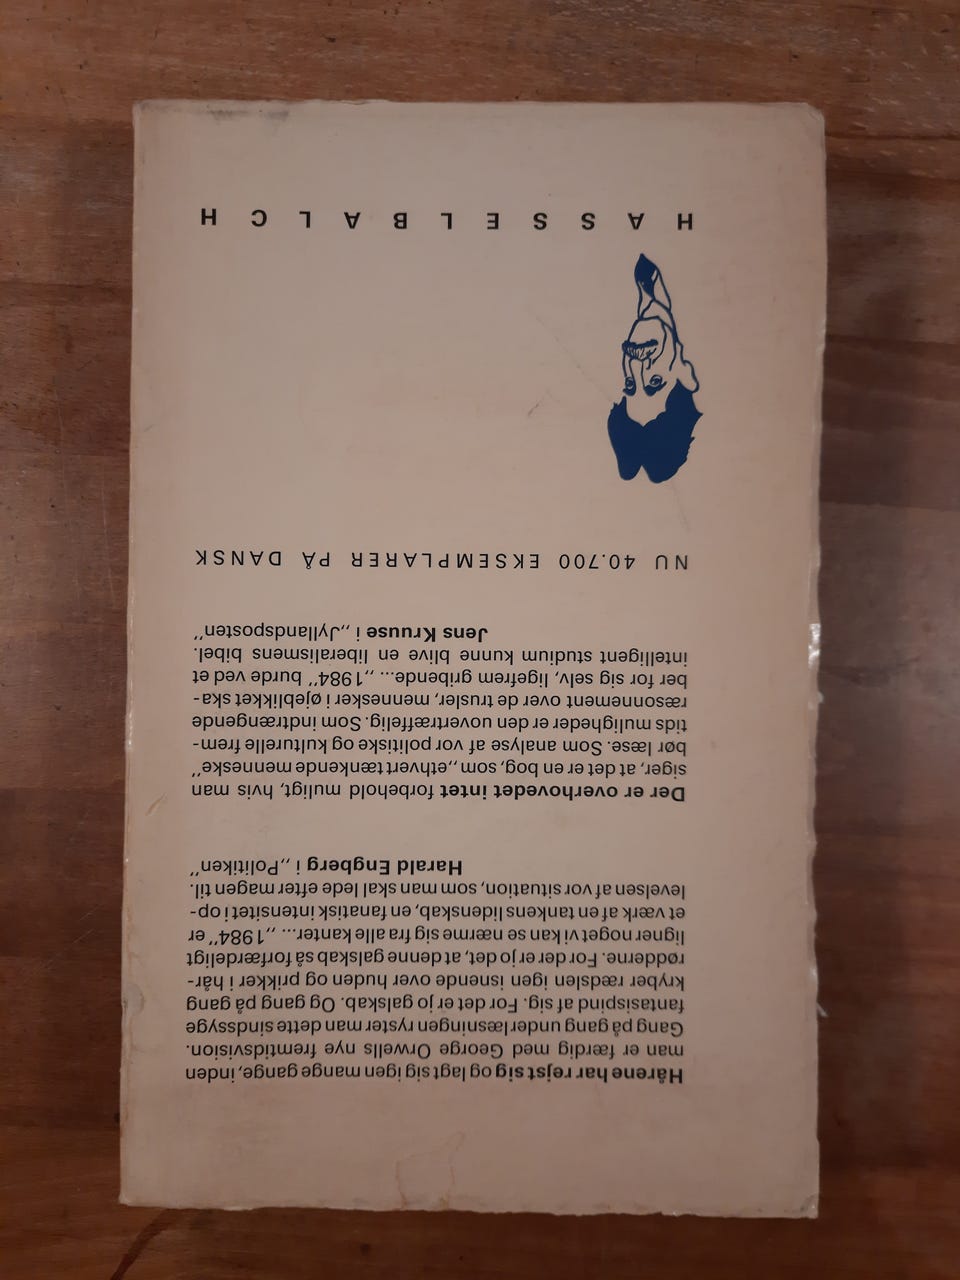 Hårene har rejst sig og lagt sig igen mange gange, inden
man er færdig med George Orwells nye fremtidsvision.
Gang på gang under læsningen ryster man dette sindssyge
fantasispind af sig. For det er jo galskab. Og gang på gang
kryber rædslen igen isnende over huden og prikker i hår-
rødderne. For der er jo det, at denne galskab så forfærdeligt
ligner noget vi kan se nærme sig fra alle kanter... „1984” er
et værk af en tankens lidenskab, en fanatisk intensitet i op-
levelsen af vor situation, som man skal lede efter magen til.
Harald Engberg i „Politiken”
Der er overhovedet intet forbehold muligt, hvis man
siger, at det er en bog, som „ethvert tænkende menneske”
bør læse. Som analyse af vor politiske og kulturelle frem-
tids muligheder er den uovertræffelig. Som indtrængende
ræsonnement over de trusler, mennesker i øjeblikket ska-
ber for sig selv, ligefrem gribende... „1984” burde ved et
intelligent studium kunne blive en liberalismens bibel.
Jens Kruuse i „Jyllandsposten”
NU 40.700 EKSEMPLARER PÅ DANSK
HASSELBALCH